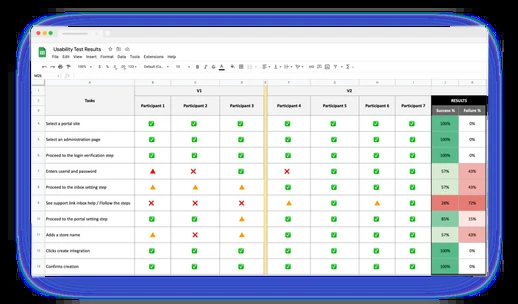 Usability Test Results
File Edit View Insert Format Data Tools Extensions Help
100%
Tasks V1 V2
Participant 1 Participant 2 Participant 3 Participant 4 Participant 5 Participant 6 Participant 7 RESULTS
Success % Failure %
Select a portal site 100% 0%
Select an administration page 100% 0%
Proceed to the login verification step 100% 0%
Enters userid and password 57% 43%
Proceed to the inbox setting step 57% 43%
See support link inbox help / Follow the steps 28% 72%
Proceed to the portal setting step 85% 15%
Adds a store name 57% 43%
Clicks create integration 100% 0%
Confirms creation 100% 0%